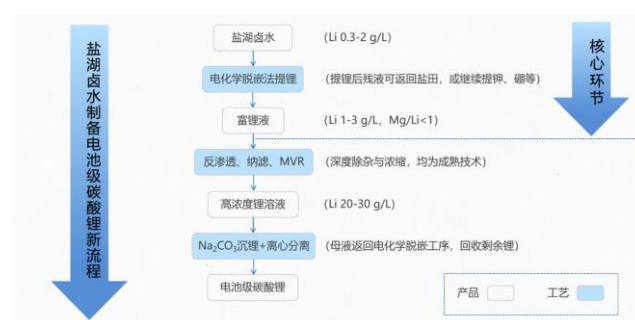 盐湖卤水制备电池级碳酸锂新流程
盐湖卤水
(Li 0.3-2 g/L)
电化学脱嵌法提锂
(提锂后残液可返回盐田，或继续提钾、硼等)
富锂液
(Li 1-3 g/L，Mg/Li<1)
反渗透、纳滤、MVR
(深度除杂与浓缩，均为成熟技术)
高浓度锂溶液
(Li 20-30 g/L)
Na₂CO₃沉锂+离心分离
(母液返回电化学脱嵌工序，回收剩余锂)
电池级碳酸锂
核心环节
产品
工艺